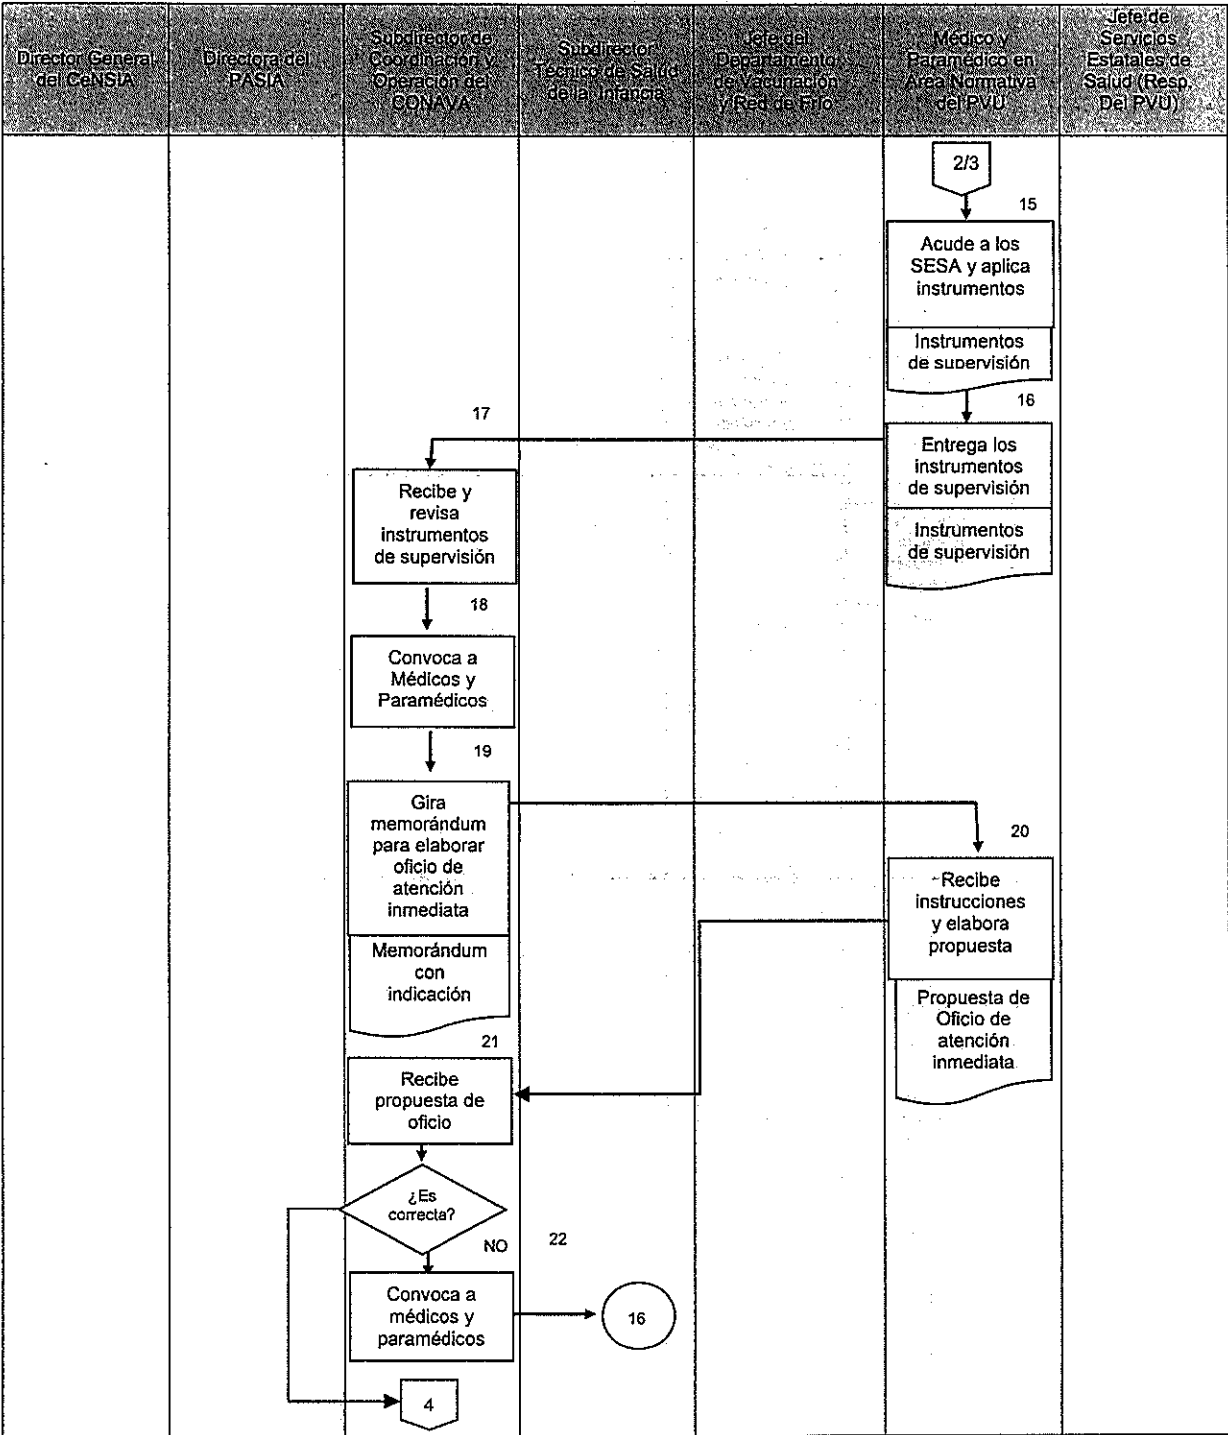 Director General
del CeNSIA
Directora del
PASIA
Subdirector de
Coordinación y
Operación del
CONAVA
Subdirector
Técnico de Salud
de la Infancia
Jefe del
Departamento
de Vacunación
y Red de Frío
Médico y
Paramédico en
Área Normativa
del PVU
Jefe de
Servicios
Estatales de
Salud (Resp.
Del PVU)
2/3
15
Acude a los
SESA y aplica
instrumentos
Instrumentos
de supervisión
16
Entrega los
instrumentos
de supervisión
Instrumentos
de supervisión
17
Recibe y
revisa
instrumentos
de supervisión
18
Convoca a
Médicos y
Paramédicos
19
Gira
memorándum
para elaborar
oficio de
atención
inmediata
Memorándum
con
indicación
20
Recibe
instrucciones
y elabora
propuesta
Propuesta de
Oficio de
atención
inmediata
21
Recibe
propuesta de
oficio
¿Es
correcta?
NO
22
Convoca a
médicos y
paramédicos
16
4